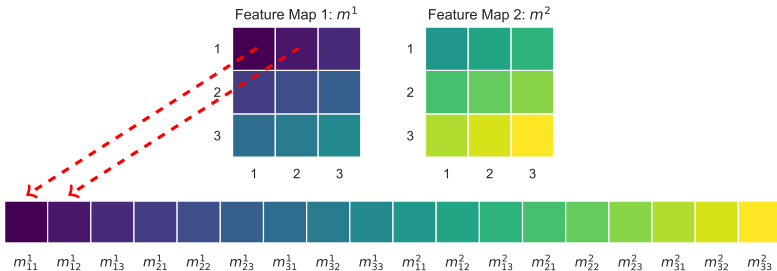 Feature Map 1: m¹ Feature Map 2: m²
1 1
2 2
3 3
1 2 3 1 2 3
m¹₁₁ m¹₁₂ m¹₁₃ m¹₂₁ m¹₂₂ m¹₂₃ m¹₃₁ m¹₃₂ m¹₃₃ m²₁₁ m²₁₂ m²₁₃ m²₂₁ m²₂₂ m²₂₃ m²₃₁ m²₃₂ m²₃₃